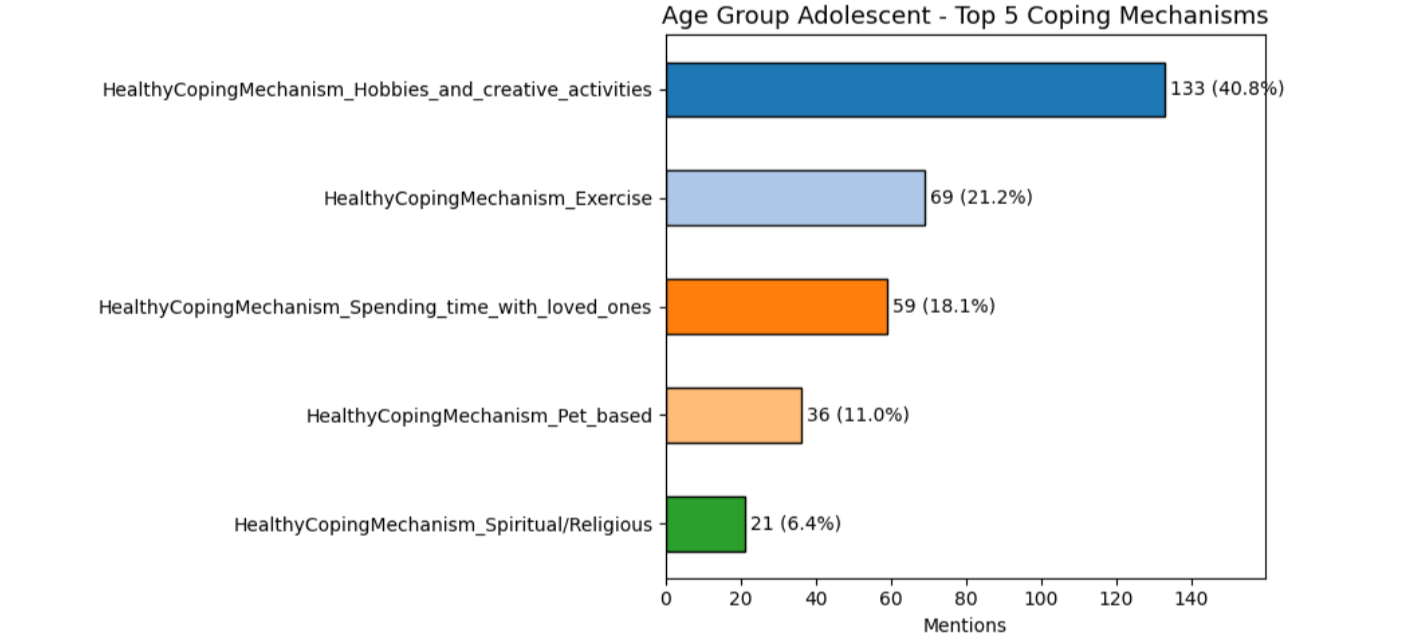 Age Group Adolescent - Top 5 Coping Mechanisms
HealthyCopingMechanism_Hobbies_and_creative_activities 133 (40.8%)
HealthyCopingMechanism_Exercise 69 (21.2%)
HealthyCopingMechanism_Spending_time_with_loved_ones 59 (18.1%)
HealthyCopingMechanism_Pet_based 36 (11.0%)
HealthyCopingMechanism_Spiritual/Religious 21 (6.4%)
0 20 40 60 80 100 120 140
Mentions